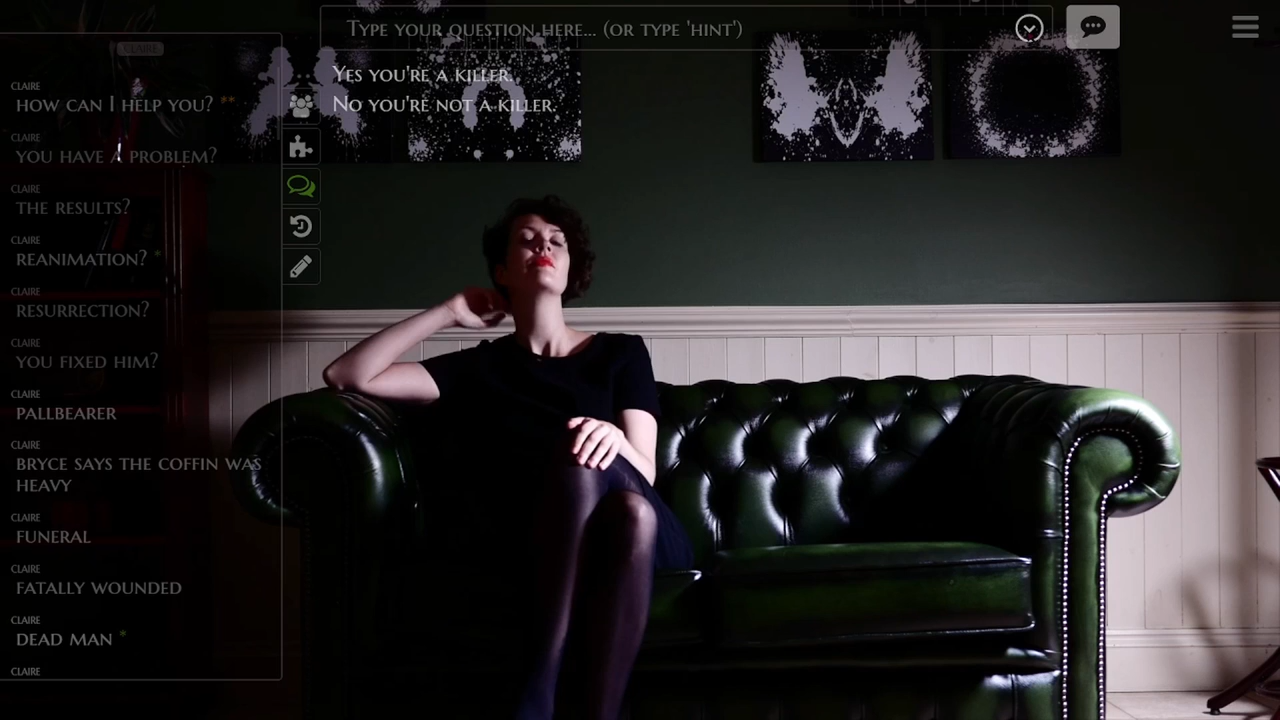 Type your question here... (or type 'hint')
Yes you're a killer.
No you're not a killer.
CLAIRE
CLAIRE
HOW CAN I HELP YOU? **
CLAIRE
YOU HAVE A PROBLEM?
CLAIRE
THE RESULTS?
CLAIRE
REANIMATION? *
CLAIRE
RESURRECTION?
CLAIRE
YOU FIXED HIM?
CLAIRE
PALLBEARER
CLAIRE
BRYCE SAYS THE COFFIN WAS
HEAVY
CLAIRE
FUNERAL
CLAIRE
FATALLY WOUNDED
CLAIRE
DEAD MAN *
CLAIRE